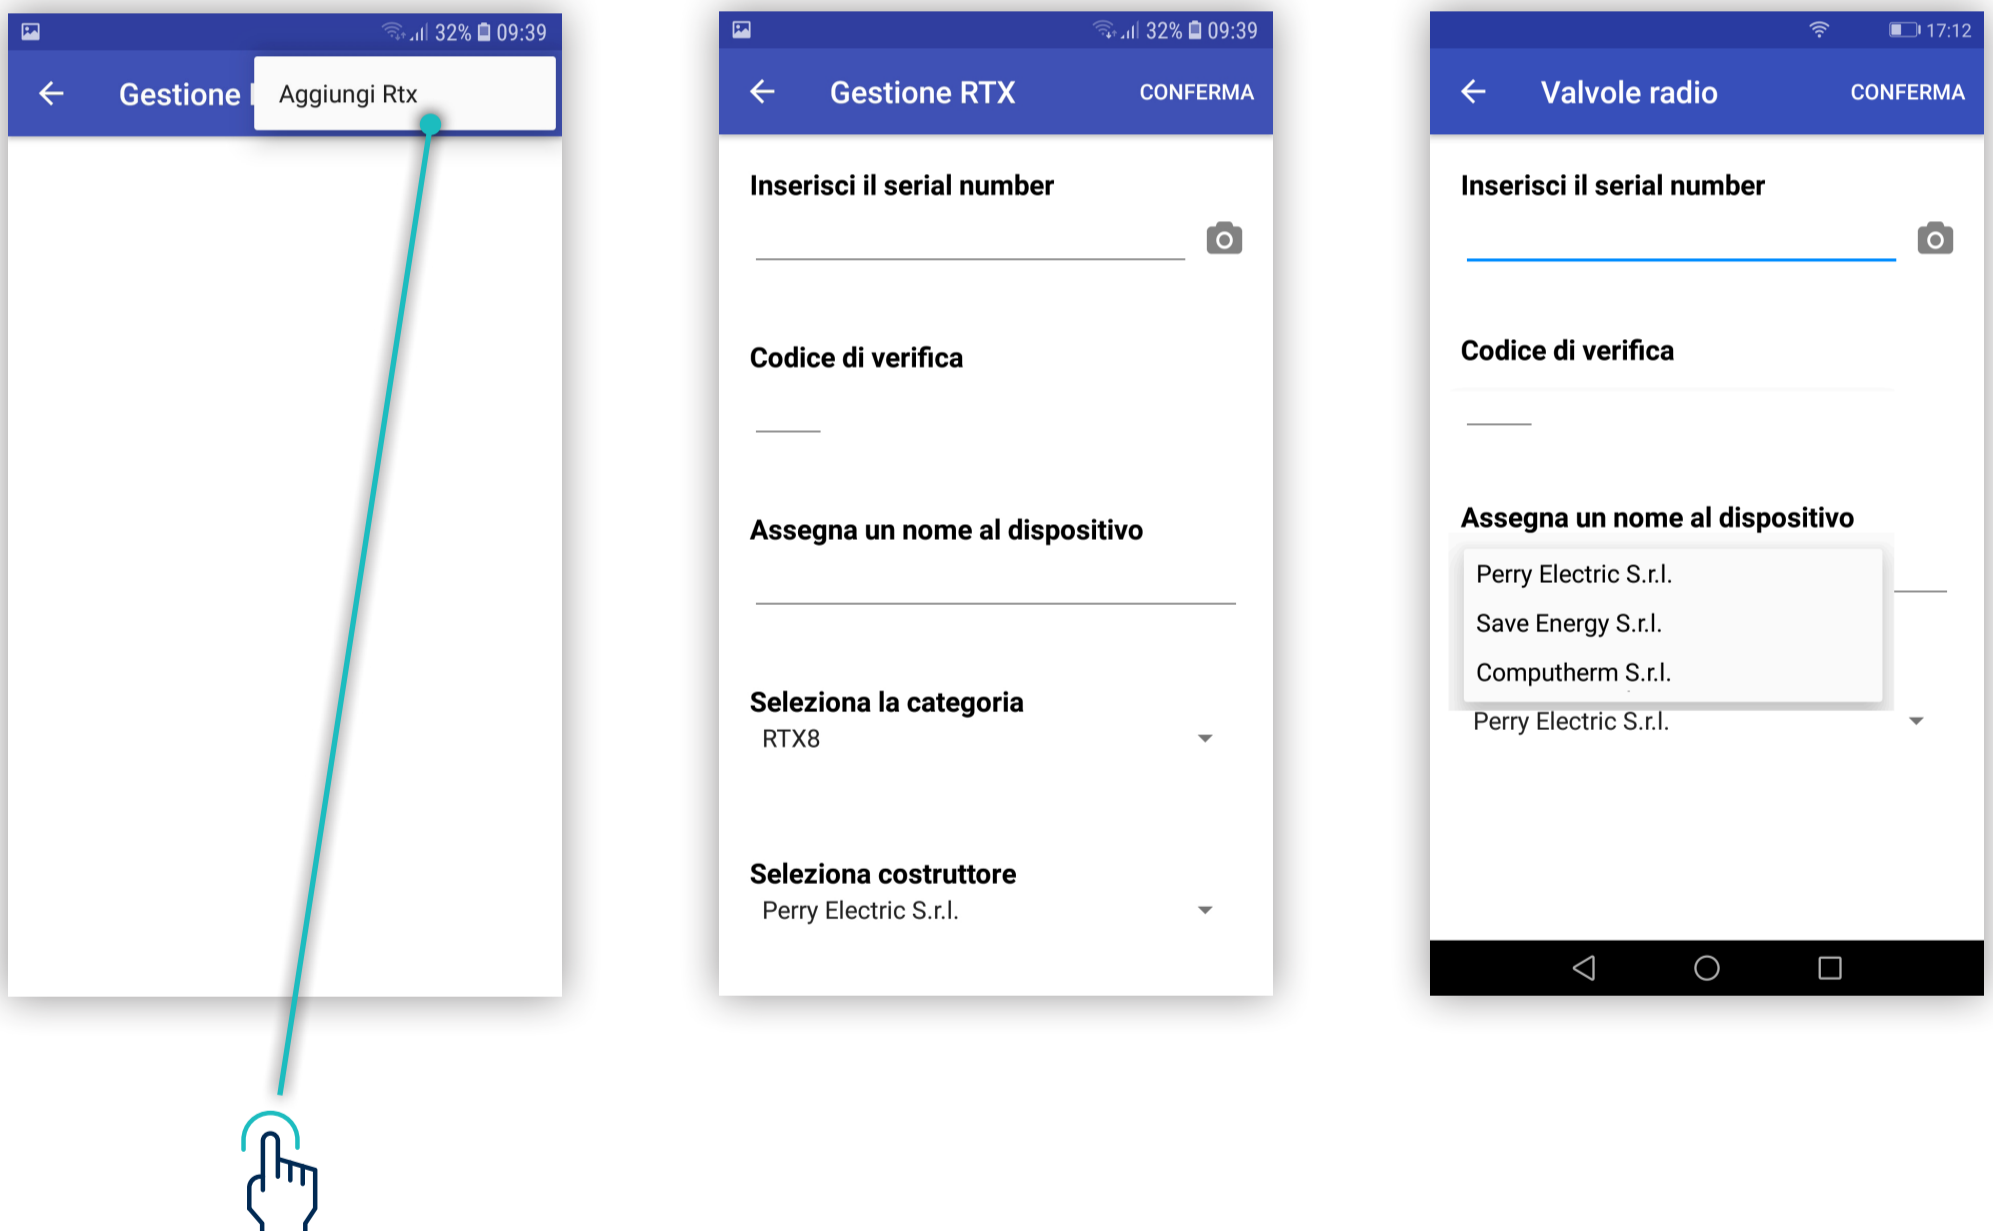 32% 09:39
Gestione
Aggiungi Rtx
32% 09:39
Gestione RTX
CONFERMA
Inserisci il serial number
Codice di verifica
Assegna un nome al dispositivo
Seleziona la categoria
RTX8
Seleziona costruttore
Perry Electric S.r.l.
17:12
Valvole radio
CONFERMA
Inserisci il serial number
Codice di verifica
Assegna un nome al dispositivo
Perry Electric S.r.l.
Save Energy S.r.l.
Computherm S.r.l.
Perry Electric S.r.l.